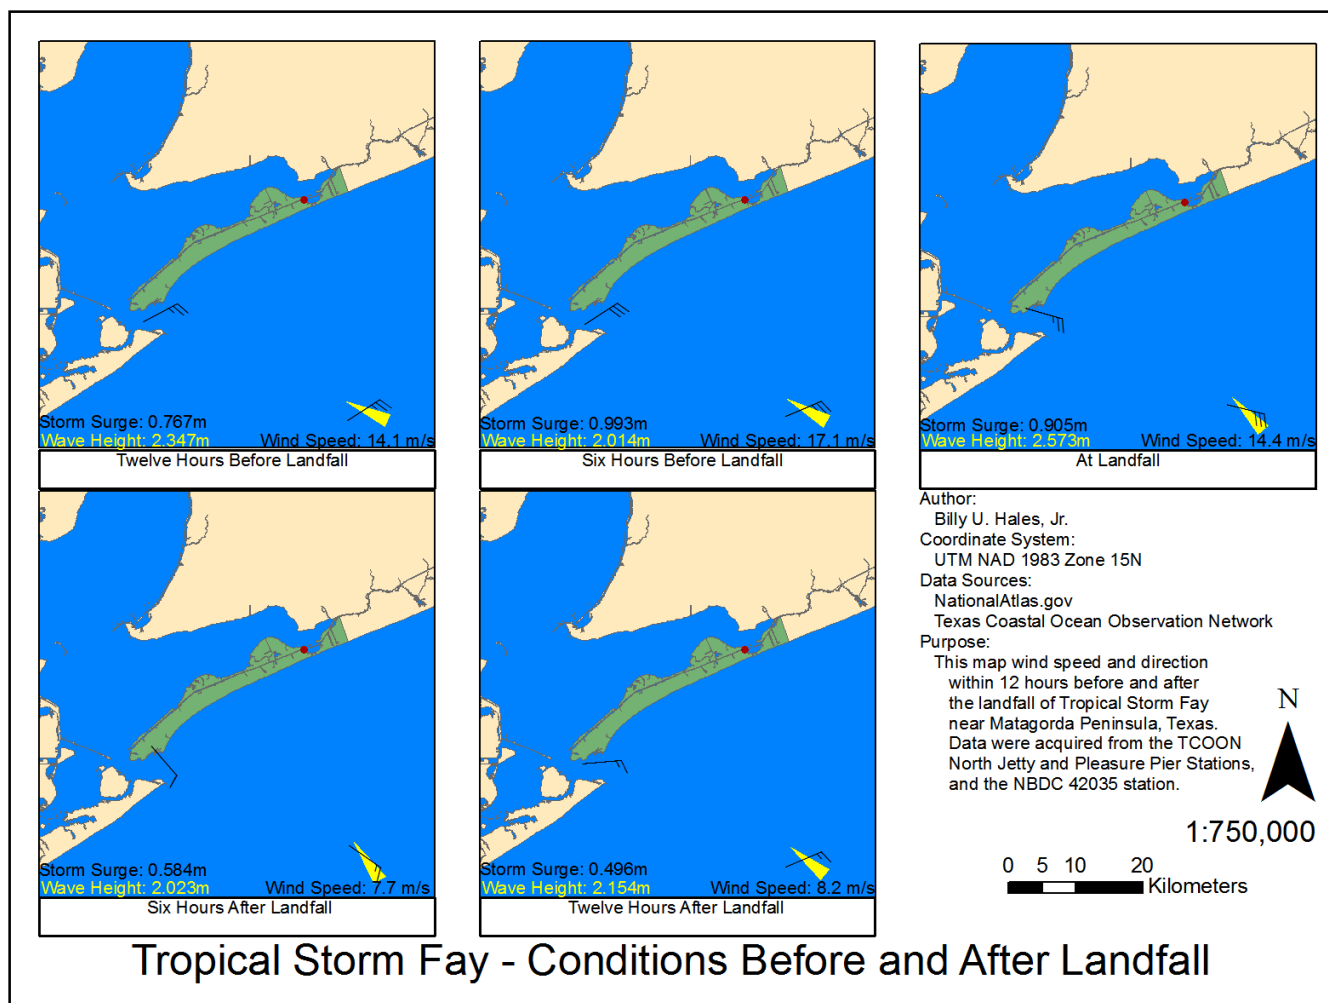 Storm Surge: 0.767m
Wave Height: 2.347m
Wind Speed: 14.1 m/s
Twelve Hours Before Landfall
Storm Surge: 0.993m
Wave Height: 2.014m
Wind Speed: 17.1 m/s
Six Hours Before Landfall
Storm Surge: 0.905m
Wave Height: 2.573m
Wind Speed: 14.4 m/s
At Landfall
Storm Surge: 0.584m
Wave Height: 2.023m
Wind Speed: 7.7 m/s
Six Hours After Landfall
Storm Surge: 0.496m
Wave Height: 2.154m
Wind Speed: 8.2 m/s
Twelve Hours After Landfall
Author:
Billy U. Hales, Jr.
Coordinate System:
UTM NAD 1983 Zone 15N
Data Sources:
NationalAtlas.gov
Texas Coastal Ocean Observation Network
Purpose:
This map wind speed and direction
within 12 hours before and after
the landfall of Tropical Storm Fay
near Matagorda Peninsula, Texas.
Data were acquired from the TCOON
North Jetty and Pleasure Pier Stations,
and the NBDC 42035 station.
N
1:750,000
0 5 10 20
Kilometers
Tropical Storm Fay - Conditions Before and After Landfall